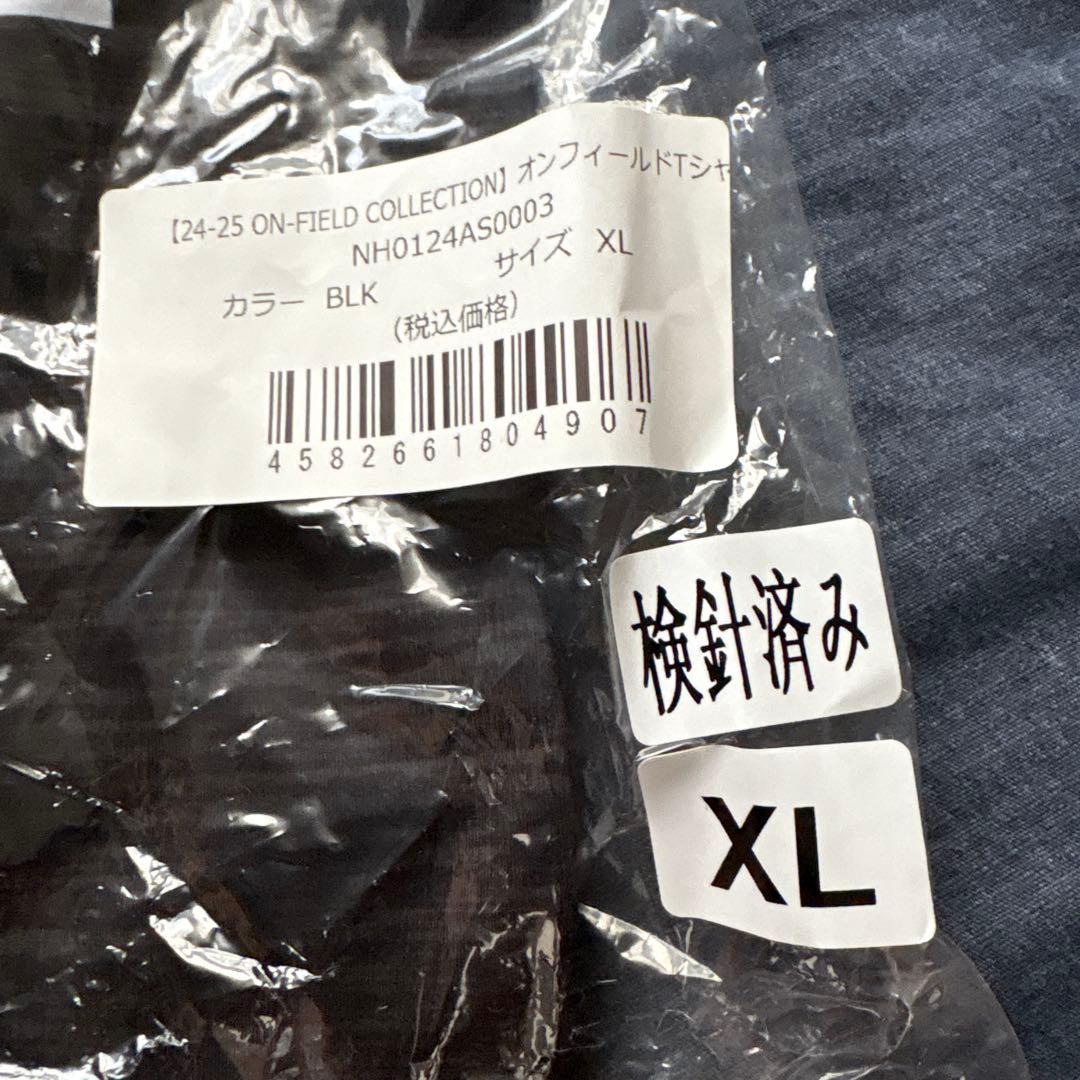 【24-25 ON-FIELD COLLECTION】オンフィールドTシャ
NH0124AS0003
カラー BLK サイズ XL
(税込価格)
4582661804907
検針済み
XL